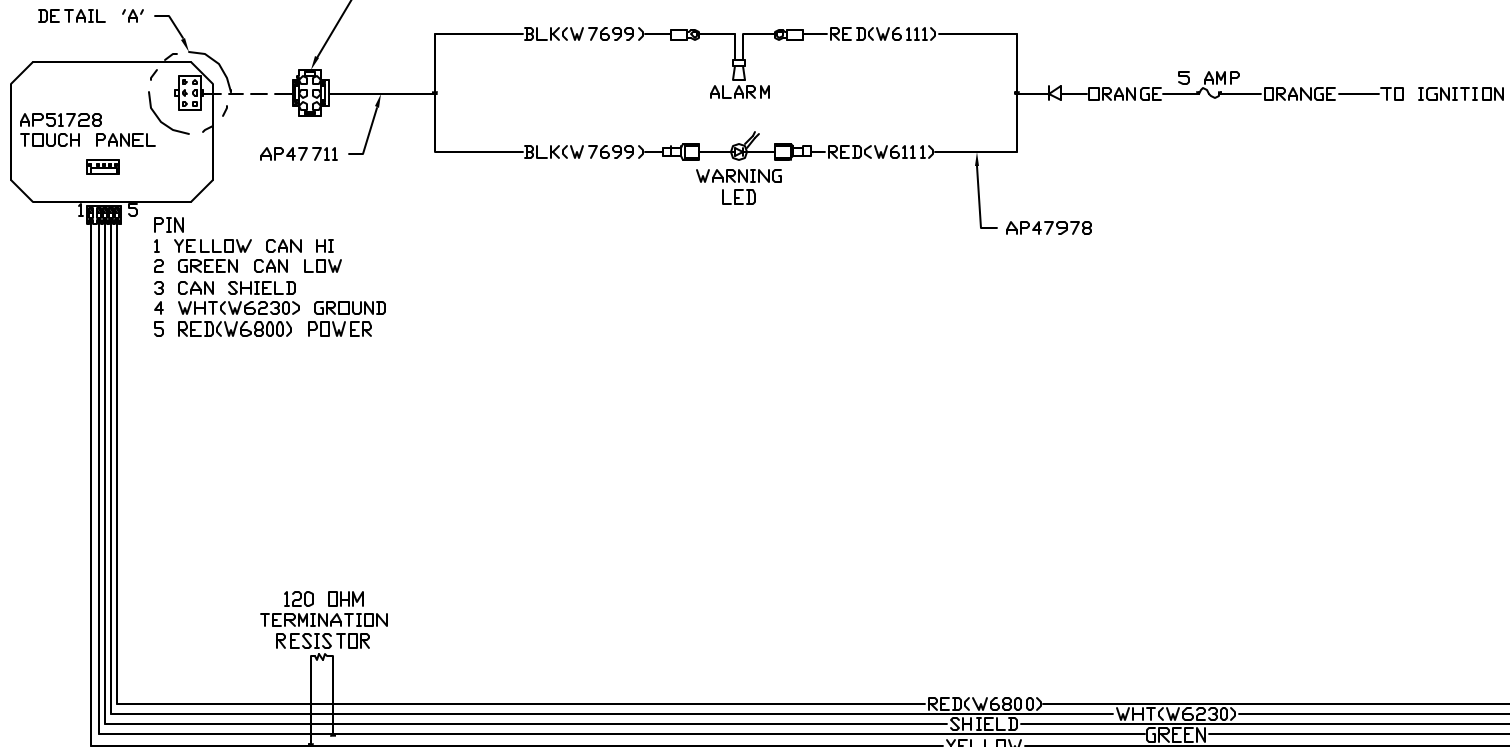 DETAIL 'A'
BLK(W7699)
RED(W6111)
ALARM
5 AMP
ORANGE
ORANGE
TO IGNITION
AP51728
TOUCH PANEL
AP47711
BLK(W7699)
RED(W6111)
WARNING
LED
AP47978
1
5
PIN
1 YELLOW CAN HI
2 GREEN CAN LOW
3 CAN SHIELD
4 WHT(W6230) GROUND
5 RED(W6800) POWER
120 OHM
TERMINATION
RESISTOR
RED(W6800)
WHT(W6230)
SHIELD
GREEN
YELLOW